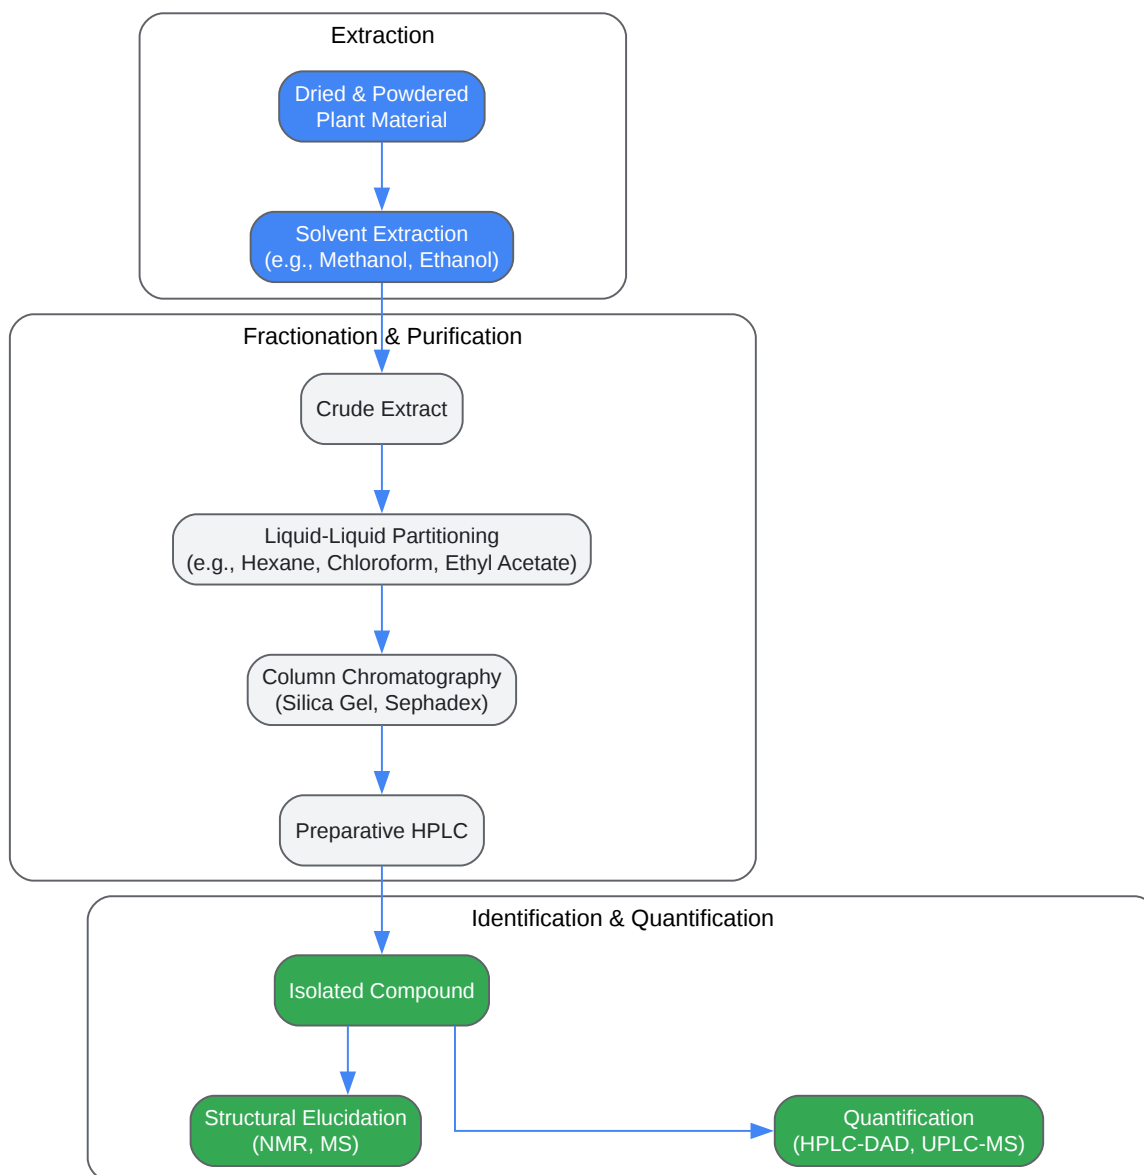 Extraction
Dried & Powdered
Plant Material
Solvent Extraction
(e.g., Methanol, Ethanol)
Fractionation & Purification
Crude Extract
Liquid-Liquid Partitioning
(e.g., Hexane, Chloroform, Ethyl Acetate)
Column Chromatography
(Silica Gel, Sephadex)
Preparative HPLC
Identification & Quantification
Isolated Compound
Structural Elucidation
(NMR, MS)
Quantification
(HPLC-DAD, UPLC-MS)